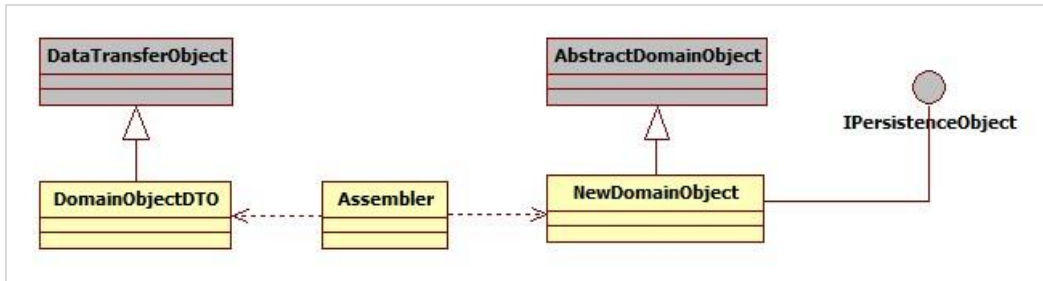 DataTransferObject
AbstractDomainObject
IPersistenceObject
DomainObjectDTO
Assembler
NewDomainObject